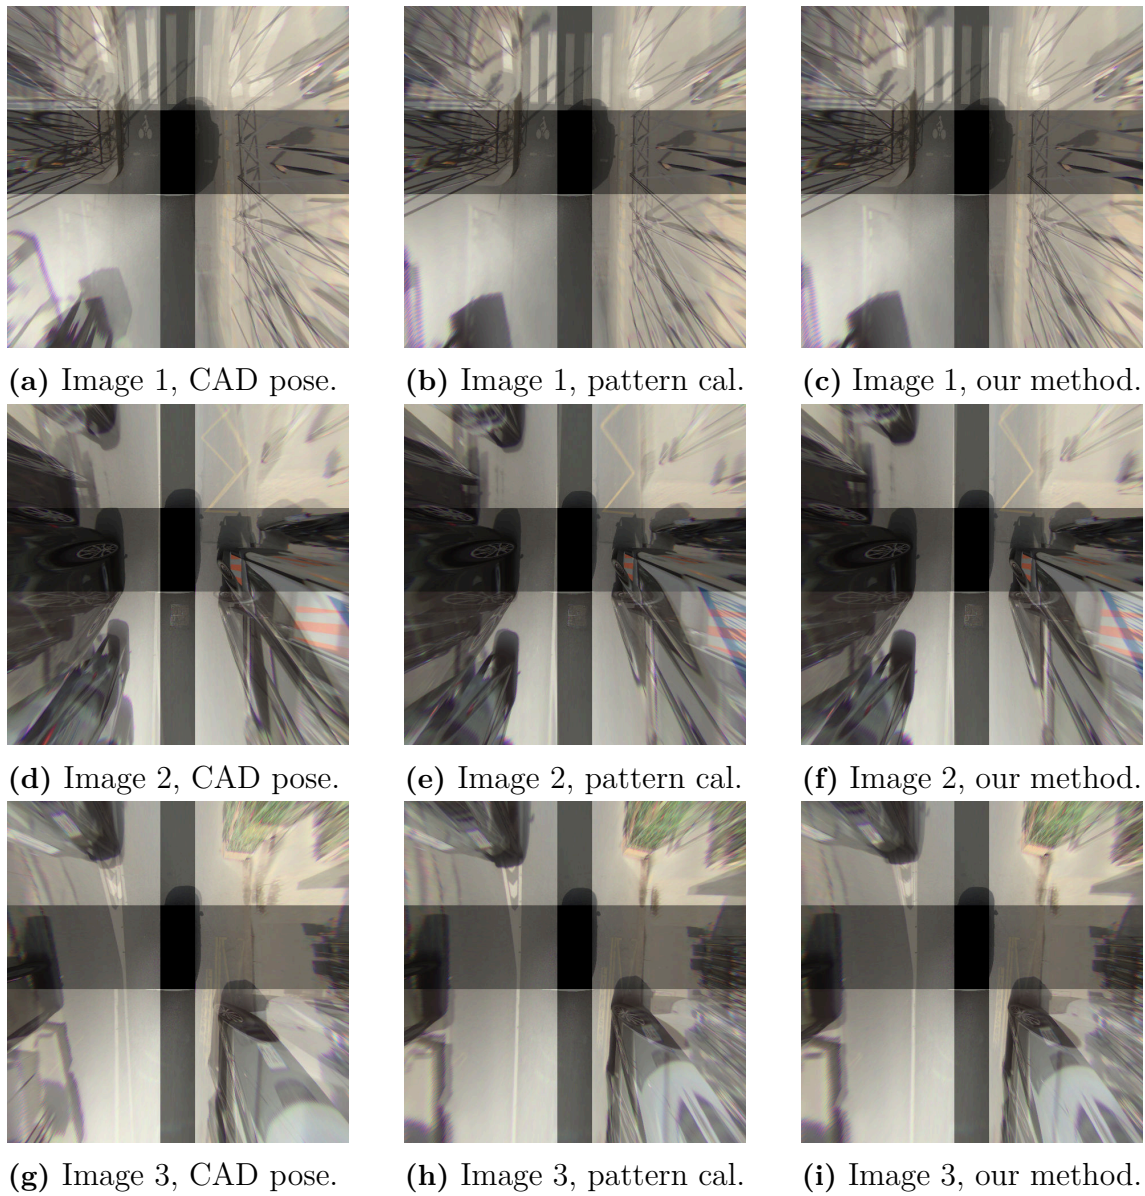 (a) Image 1, CAD pose.
(b) Image 1, pattern cal.
(c) Image 1, our method.
(d) Image 2, CAD pose.
(e) Image 2, pattern cal.
(f) Image 2, our method.
(g) Image 3, CAD pose.
(h) Image 3, pattern cal.
(i) Image 3, our method.